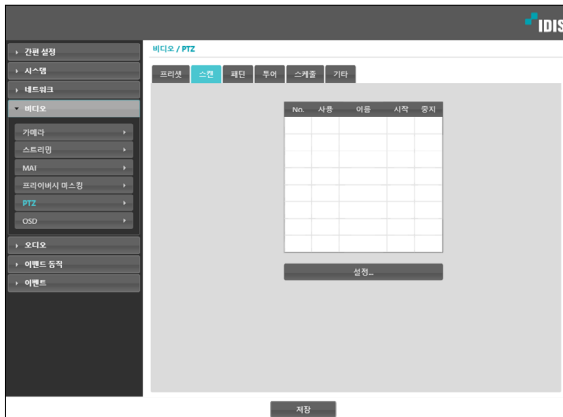 IDIS
간편 설정
비디오 / PTZ
시스템
프리셋 스캔 패턴 투어 스케줄 기타
네트워크
비디오
No. 사용 이름 시작 중지
카메라
스트리밍
MAI
프라이버시 마스킹
PTZ
OSD
오디오
이벤트 동작
설정...
이벤트
저장